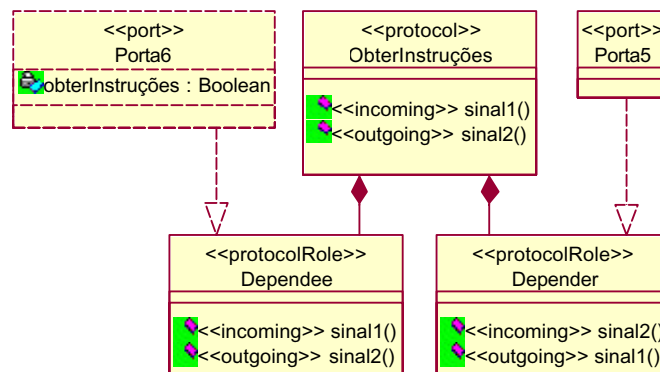 <<port>>
Porta6
obterInstruções : Boolean
<<protocol>>
ObterInstruções
<<incoming>> sinal1()
<<outgoing>> sinal2()
<<port>>
Porta5
<<protocolRole>>
Dependee
<<incoming>> sinal1()
<<outgoing>> sinal2()
<<protocolRole>>
Depender
<<incoming>> sinal2()
<<outgoing>> sinal1()